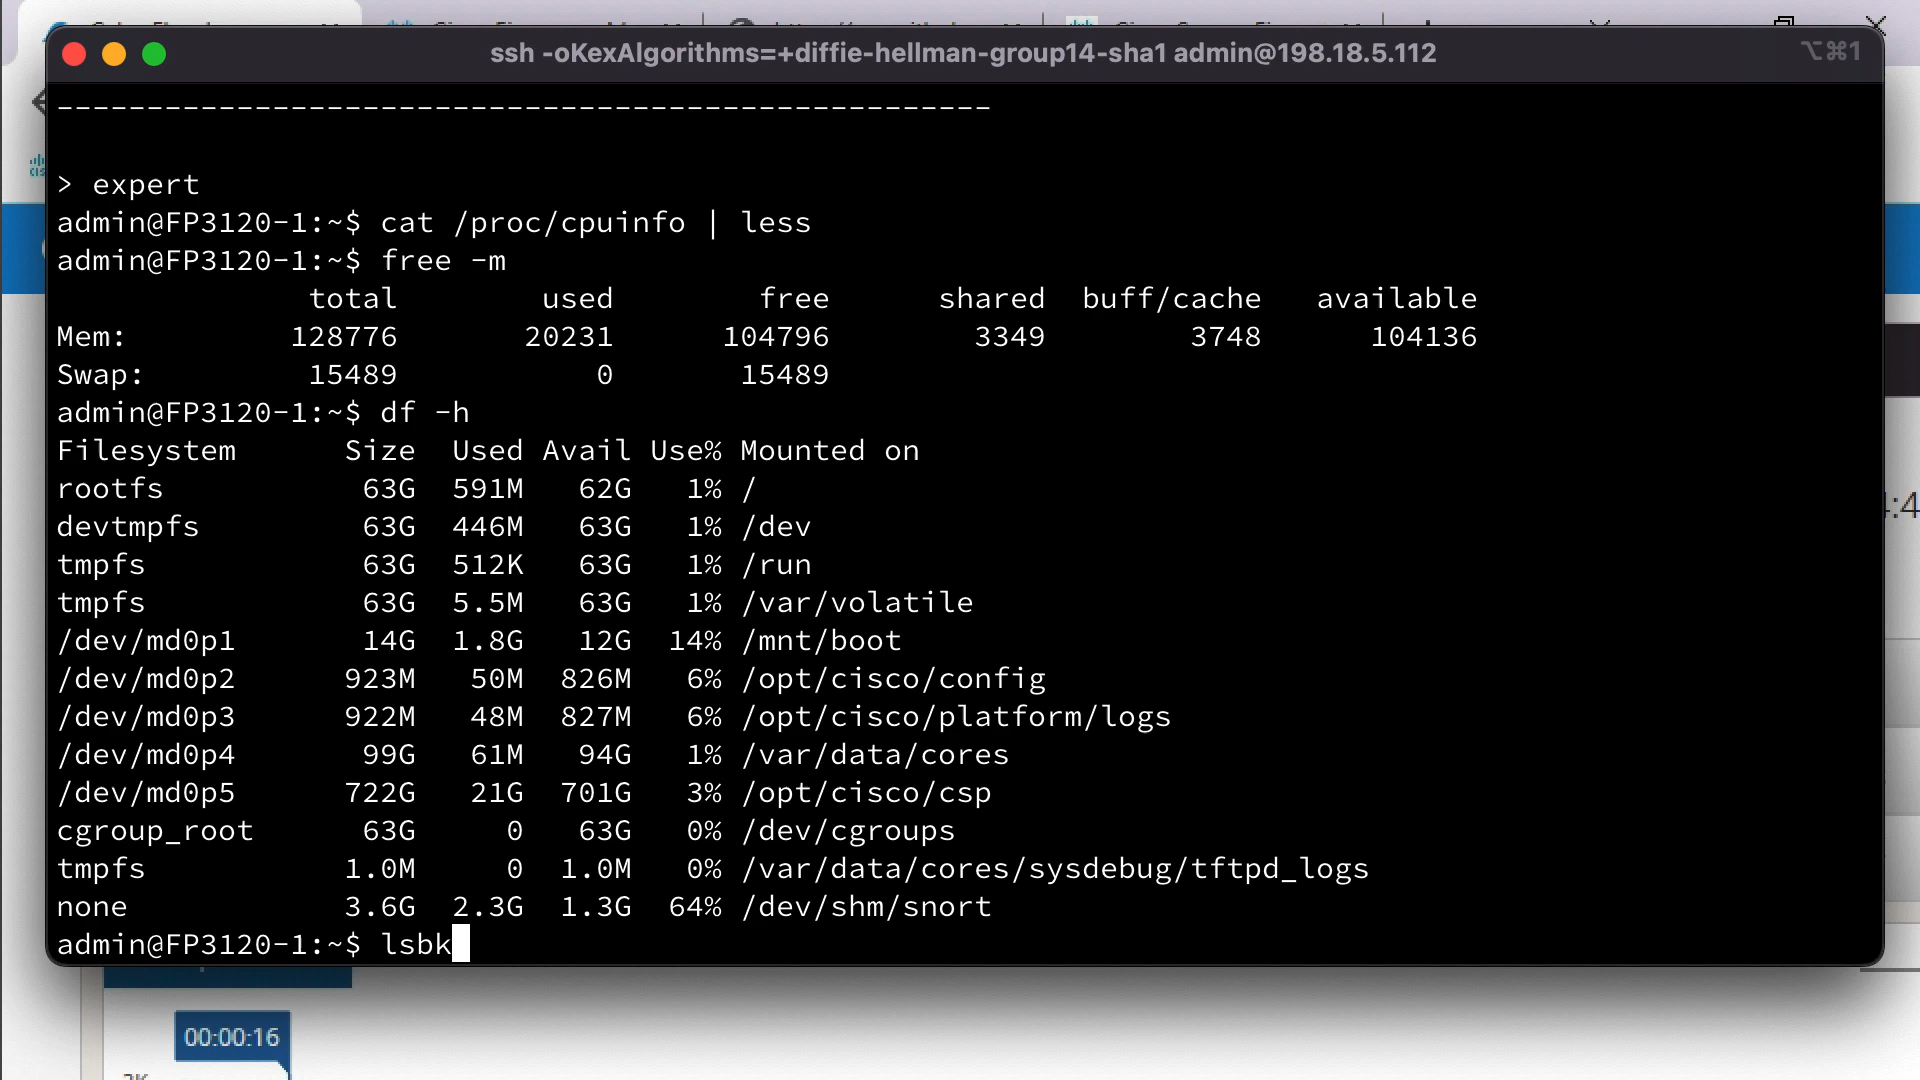 ssh -oKexAlgorithms=+diffie-hellman-group14-sha1 admin@198.18.5.112
⌥⌘1
----------------------------------------------------
> expert
admin@FP3120-1:~$ cat /proc/cpuinfo | less
admin@FP3120-1:~$ free -m
total used free shared buff/cache available
Mem: 128776 20231 104796 3349 3748 104136
Swap: 15489 0 15489
admin@FP3120-1:~$ df -h
Filesystem Size Used Avail Use% Mounted on
rootfs 63G 591M 62G 1% /
devtmpfs 63G 446M 63G 1% /dev
tmpfs 63G 512K 63G 1% /run
tmpfs 63G 5.5M 63G 1% /var/volatile
/dev/md0p1 14G 1.8G 12G 14% /mnt/boot
/dev/md0p2 923M 50M 826M 6% /opt/cisco/config
/dev/md0p3 922M 48M 827M 6% /opt/cisco/platform/logs
/dev/md0p4 99G 61M 94G 1% /var/data/cores
/dev/md0p5 722G 21G 701G 3% /opt/cisco/csp
cgroup_root 63G 0 63G 0% /dev/cgroups
tmpfs 1.0M 0 1.0M 0% /var/data/cores/sysdebug/tftpd_logs
none 3.6G 2.3G 1.3G 64% /dev/shm/snort
admin@FP3120-1:~$ lsbk
00:00:16